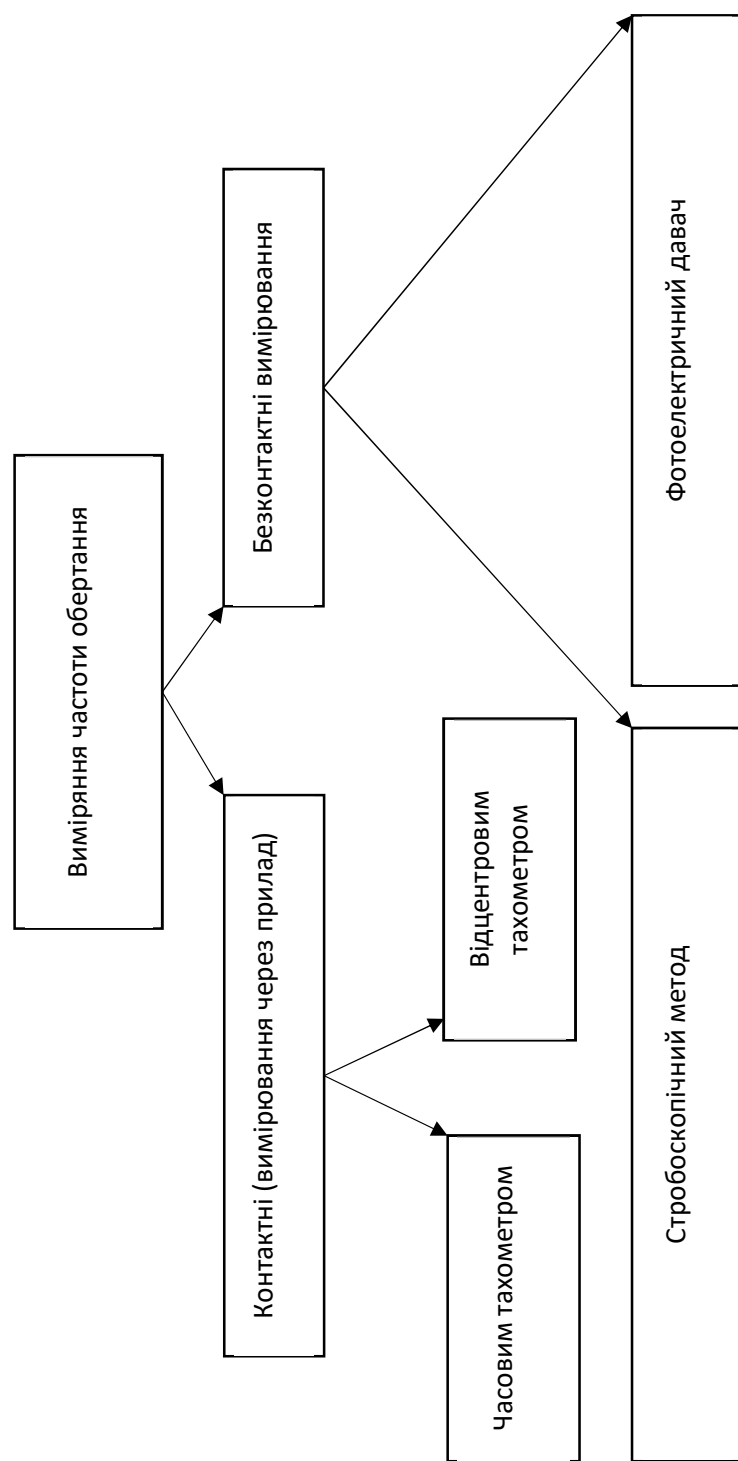 Виміряння частоти обертання
Контактні (вимірювання через прилад)
Безконтактні вимірювання
Часовим тахометром
Відцентровим
тахометром
Стробоскопічний метод
Фотоелектричний давач